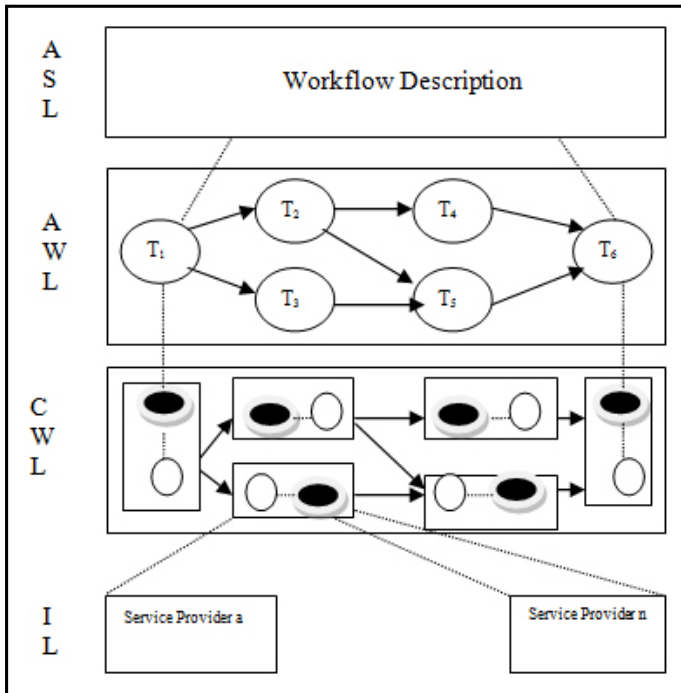 A
S
L
Workflow Description
A
W
L
T1
T2
T4
T6
T3
T5
C
W
L
I
L
Service Provider a
Service Provider n